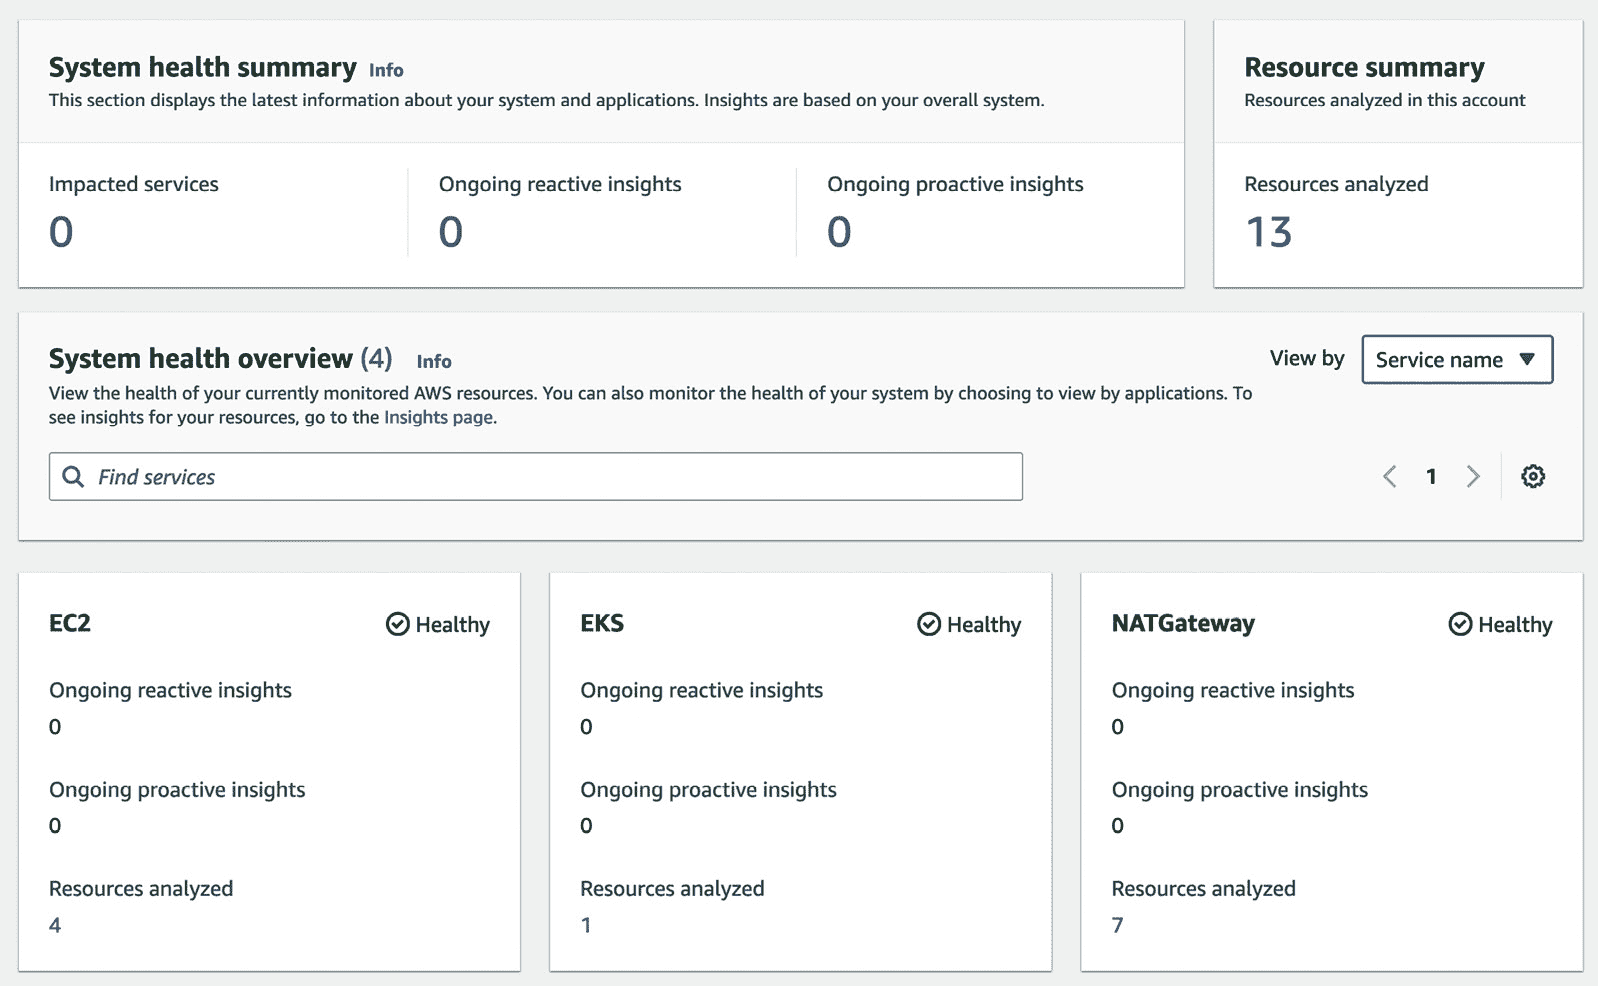 System health summary Info
This section displays the latest information about your system and applications. Insights are based on your overall system.
Impacted services
0
Ongoing reactive insights
0
Ongoing proactive insights
0
Resource summary
Resources analyzed in this account
Resources analyzed
13
System health overview (4) Info
View the health of your currently monitored AWS resources. You can also monitor the health of your system by choosing to view by applications. To
see insights for your resources, go to the Insights page.
View by Service name
Find services
1
EC2 Healthy
Ongoing reactive insights
0
Ongoing proactive insights
0
Resources analyzed
4
EKS Healthy
Ongoing reactive insights
0
Ongoing proactive insights
0
Resources analyzed
1
NATGateway Healthy
Ongoing reactive insights
0
Ongoing proactive insights
0
Resources analyzed
7